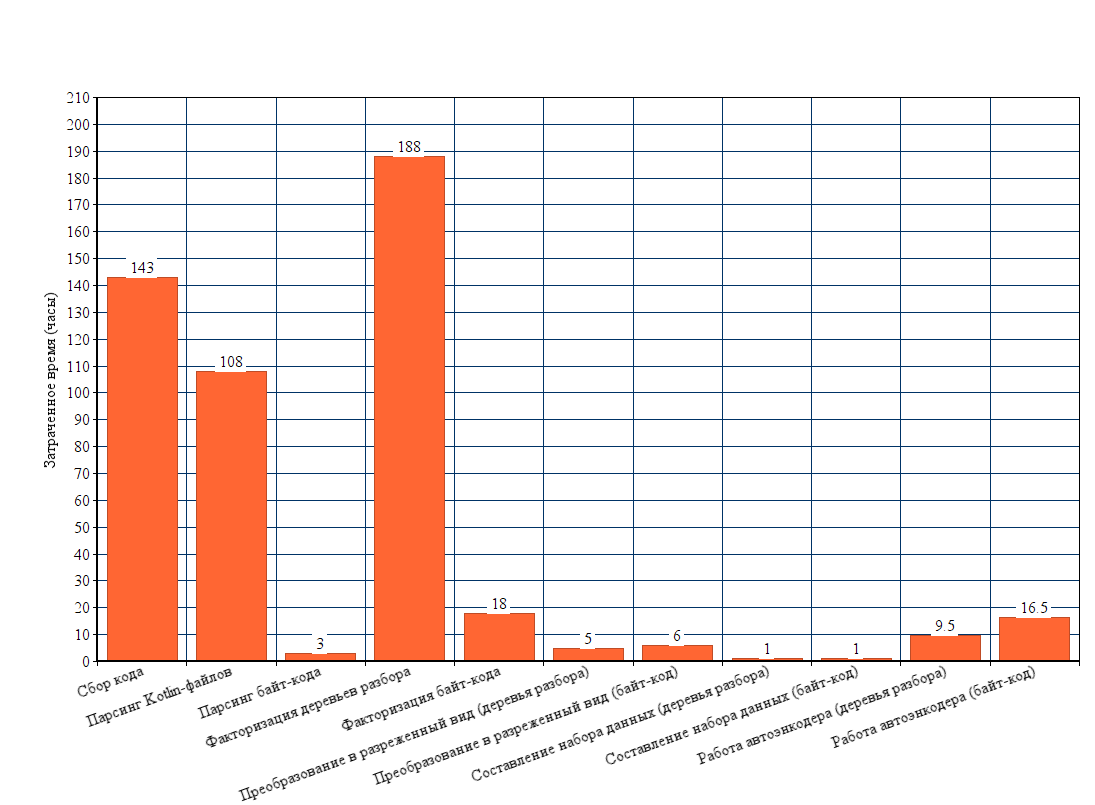 210
200
190
180
170
160
150
140
130
120
110
100
90
80
70
60
50
40
30
20
10
0
Затраченное время (часы)
143
108
3
188
18
5
6
1
1
9.5
16.5
Сбор кода
Парсинг Kotlin-файлов
Парсинг байт-кода
Факторизация деревьев разбора
Факторизация байт-кода
Преобразование в разреженный вид (деревья разбора)
Преобразование в разреженный вид (байт-код)
Составление набора данных (деревья разбора)
Составление набора данных (байт-код)
Работа автоэнкодера (деревья разбора)
Работа автоэнкодера (байт-код)